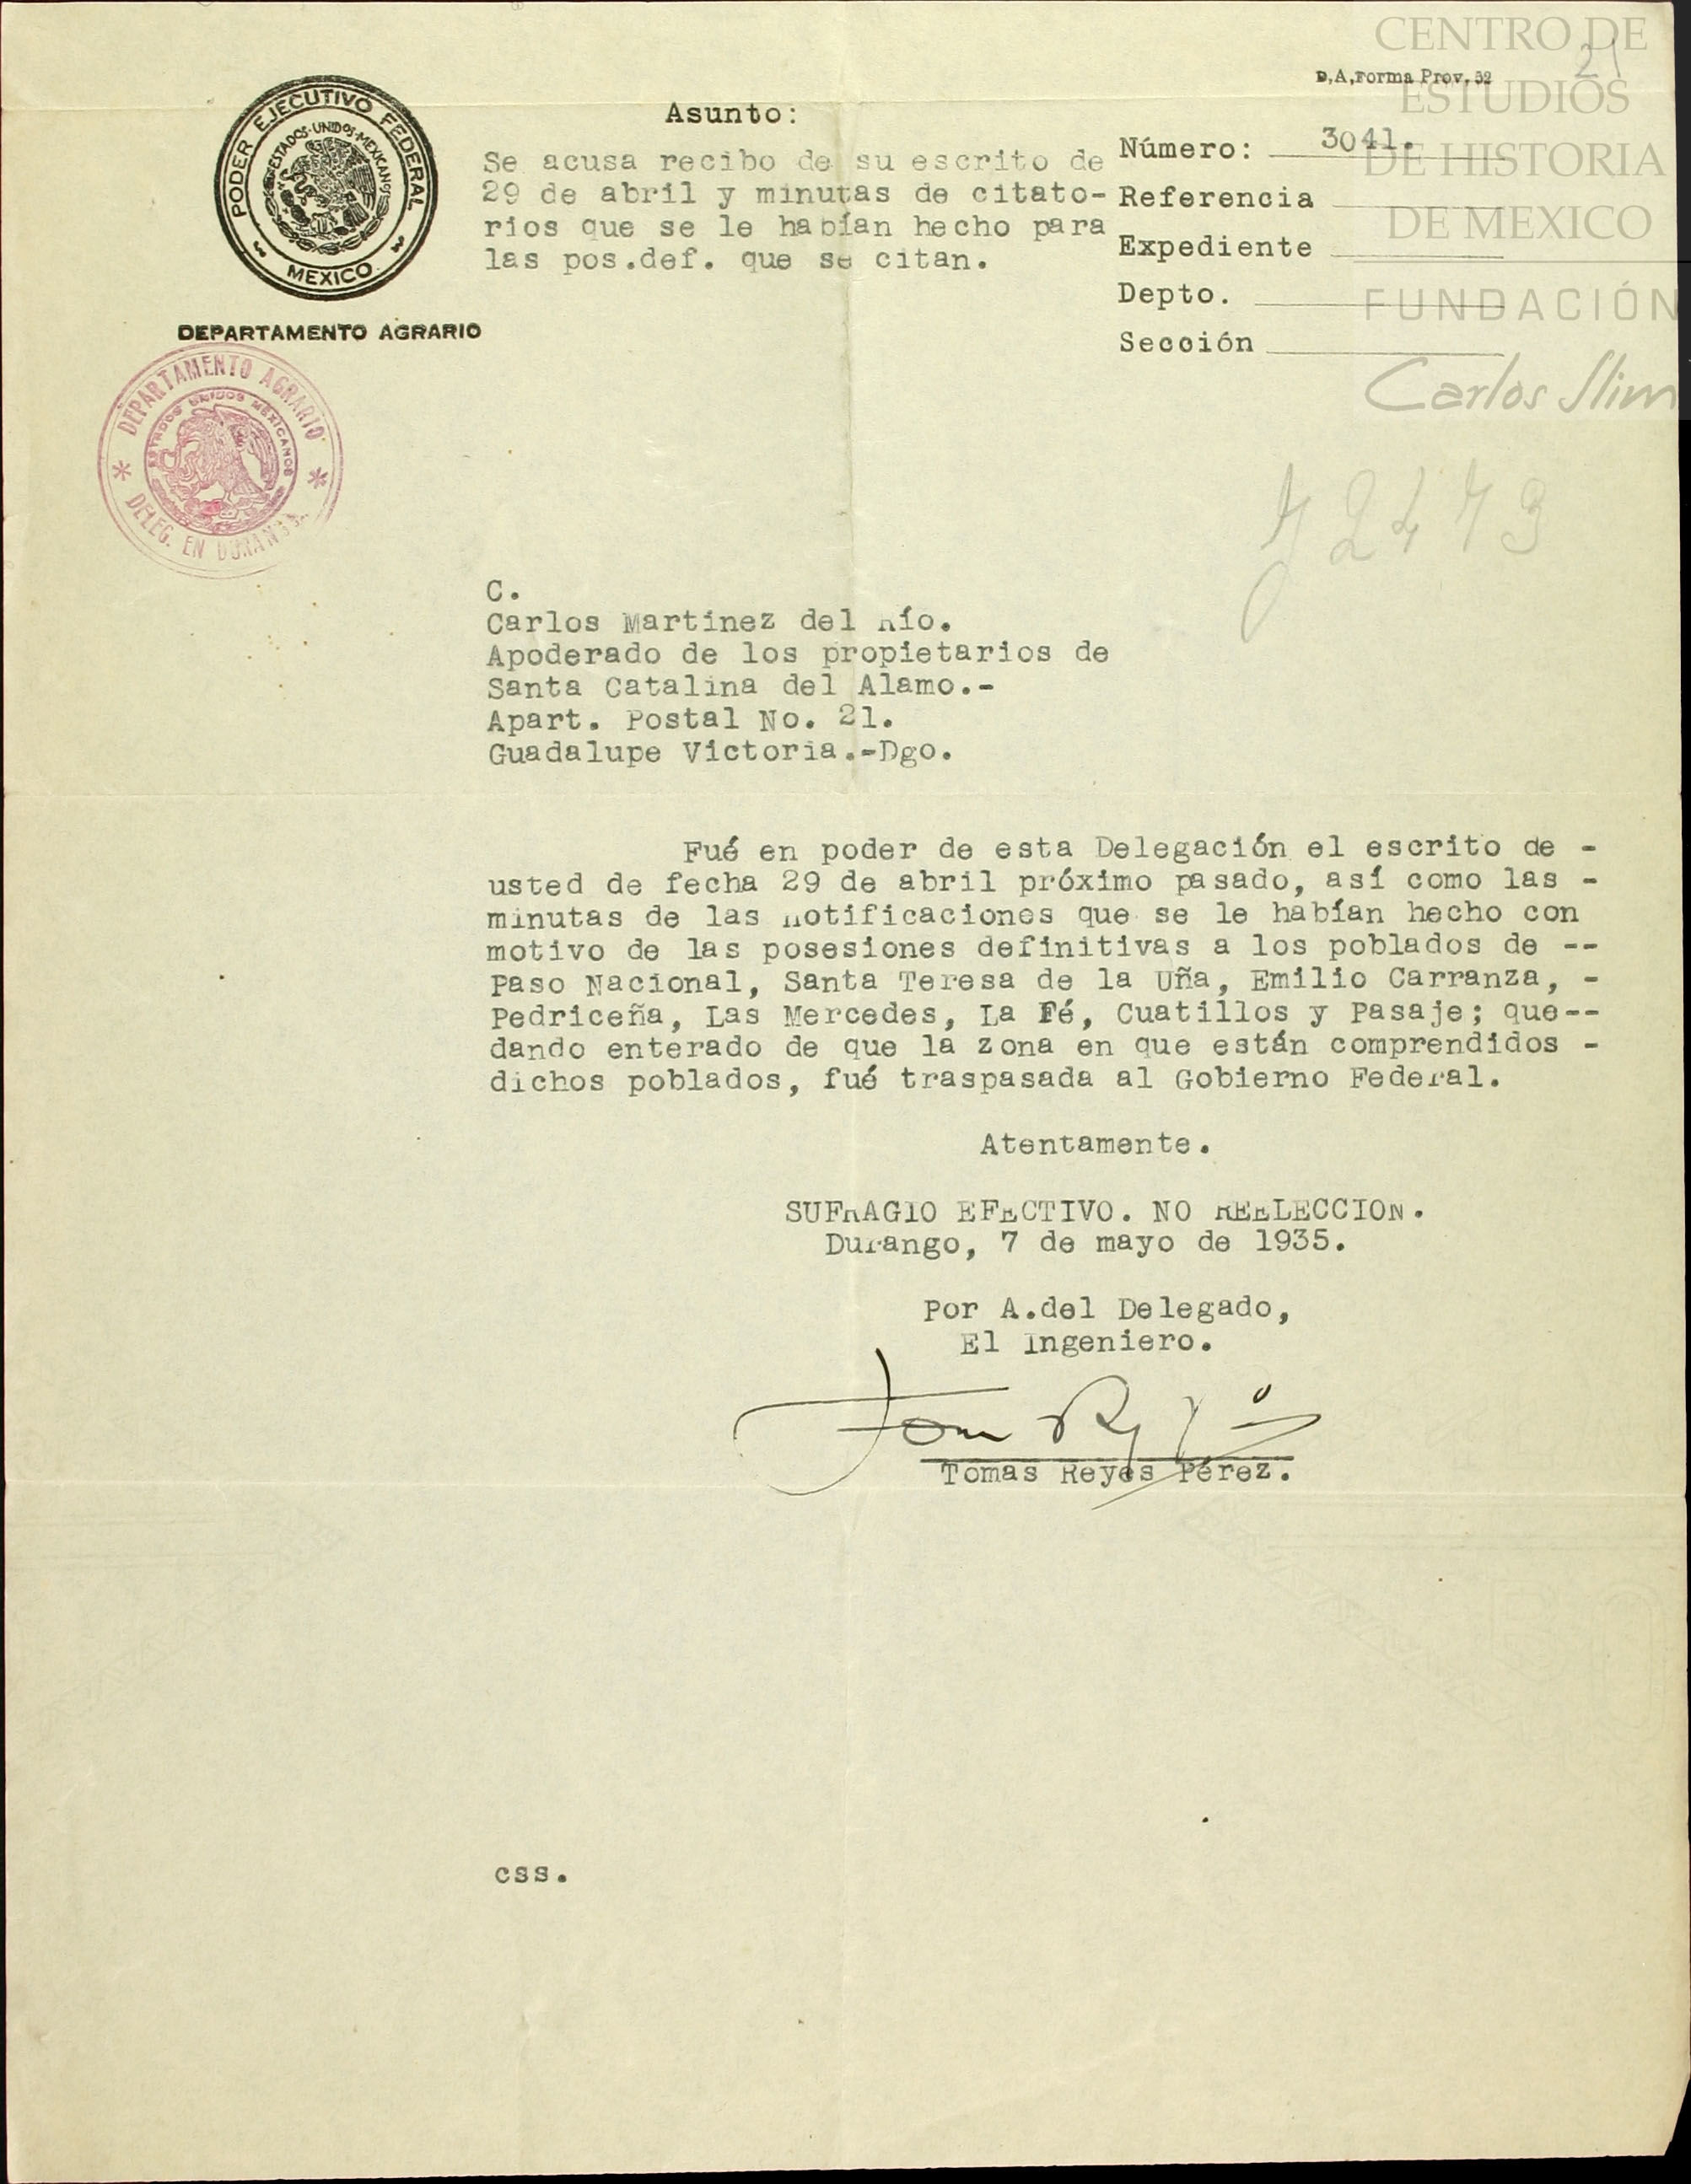 CENTRO DE
ESTUDIOS
DE HISTORIA
DE MEXICO
FUNDACIÓN
Carlos Slim
21
D,A,Forma Prov. 52
PODER EJECUTIVO FEDERAL
ESTADOS·UNIDOS·MEXICANOS
MEXICO
DEPARTAMENTO AGRARIO
Asunto:
Se acusa recibo de su escrito de
29 de abril y minutas de citato-
rios que se le habían hecho para
las pos.def. que se citan.
Número: 3041.
Referencia
Expediente
Depto.
Sección
DEPARTAMENTO AGRARIO
ESTADOS UNIDOS MEXICANOS
DELEG. EN DURANGO
C.
Carlos Martinez del Río.
Apoderado de los propietarios de
Santa Catalina del Alamo.-
Apart. Postal No. 21.
Guadalupe Victoria.-Dgo.
Fué en poder de esta Delegación el escrito de -
usted de fecha 29 de abril próximo pasado, así como las -
minutas de las notificaciones que se le habían hecho con
motivo de las posesiones definitivas a los poblados de --
Paso Nacional, Santa Teresa de la Uña, Emilio Carranza, -
Pedriceña, Las Mercedes, La Fé, Cuatillos y Pasaje; que--
dando enterado de que la zona en que están comprendidos -
dichos poblados, fué traspasada al Gobierno Federal.
Atentamente.
SUFRAGIO EFECTIVO. NO REELECCION.
Durango, 7 de mayo de 1935.
Por A.del Delegado,
El Ingeniero.
Tomas Reyes Pérez.
css.